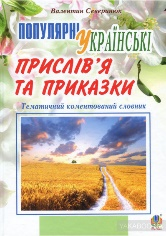 Валентин Северинюк
ПОПУЛЯРНІ УКРАЇНСЬКІ
ПРИСЛІВ'Я
ТА ПРИКАЗКИ
Тематичний коментований словник